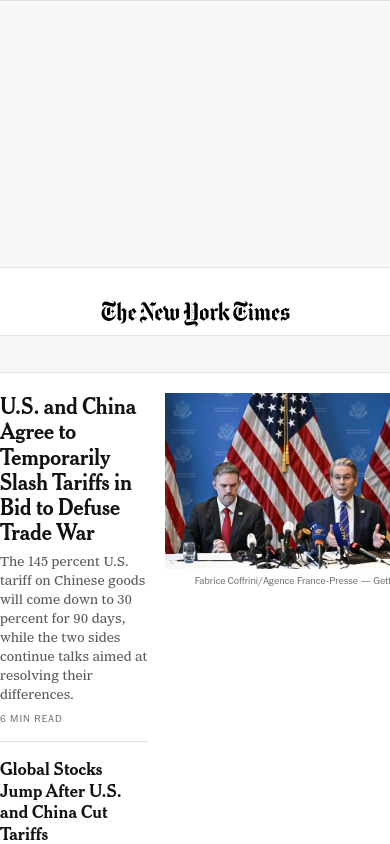 The New York Times
U.S. and China
Agree to
Temporarily
Slash Tariffs in
Bid to Defuse
Trade War
The 145 percent U.S.
tariff on Chinese goods
will come down to 30
percent for 90 days,
while the two sides
continue talks aimed at
resolving their
differences.
6 MIN READ
Fabrice Coffrini/Agence France-Presse — Gett
Global Stocks
Jump After U.S.
and China Cut
Tariffs